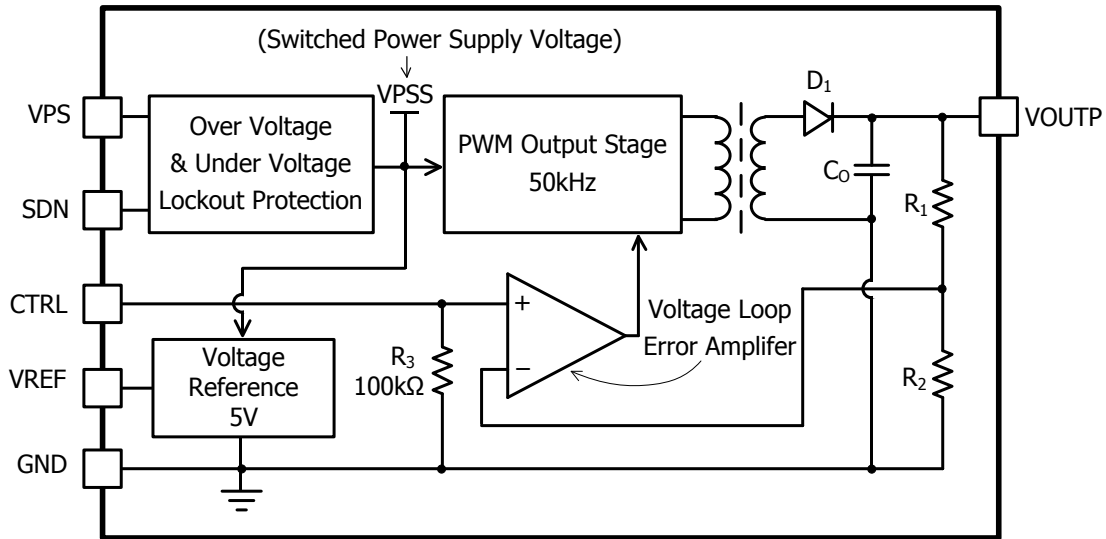 (Switched Power Supply Voltage)
VPSS
D₁
VPS
Over Voltage
& Under Voltage
Lockout Protection
PWM Output Stage
50kHz
VOUTP
C₀
R₁
SDN
CTRL
+
Voltage Loop
Error Amplifer
R₃
100kΩ
−
VREF
Voltage
Reference
5V
R₂
GND